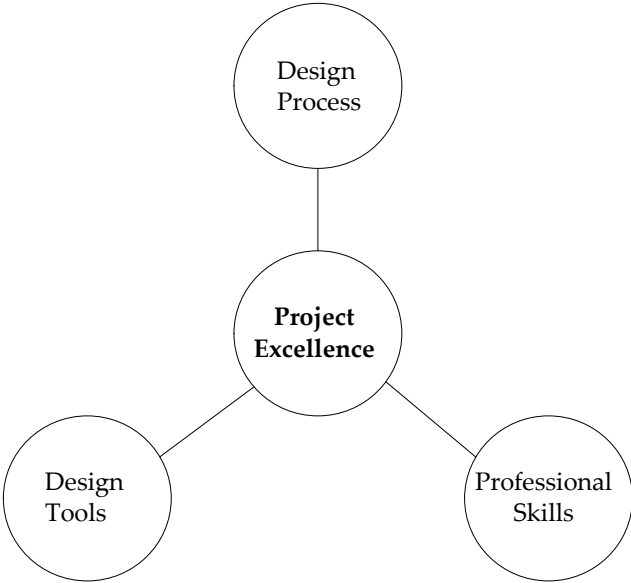 Design
Process
Project
Excellence
Design
Tools
Professional
Skills